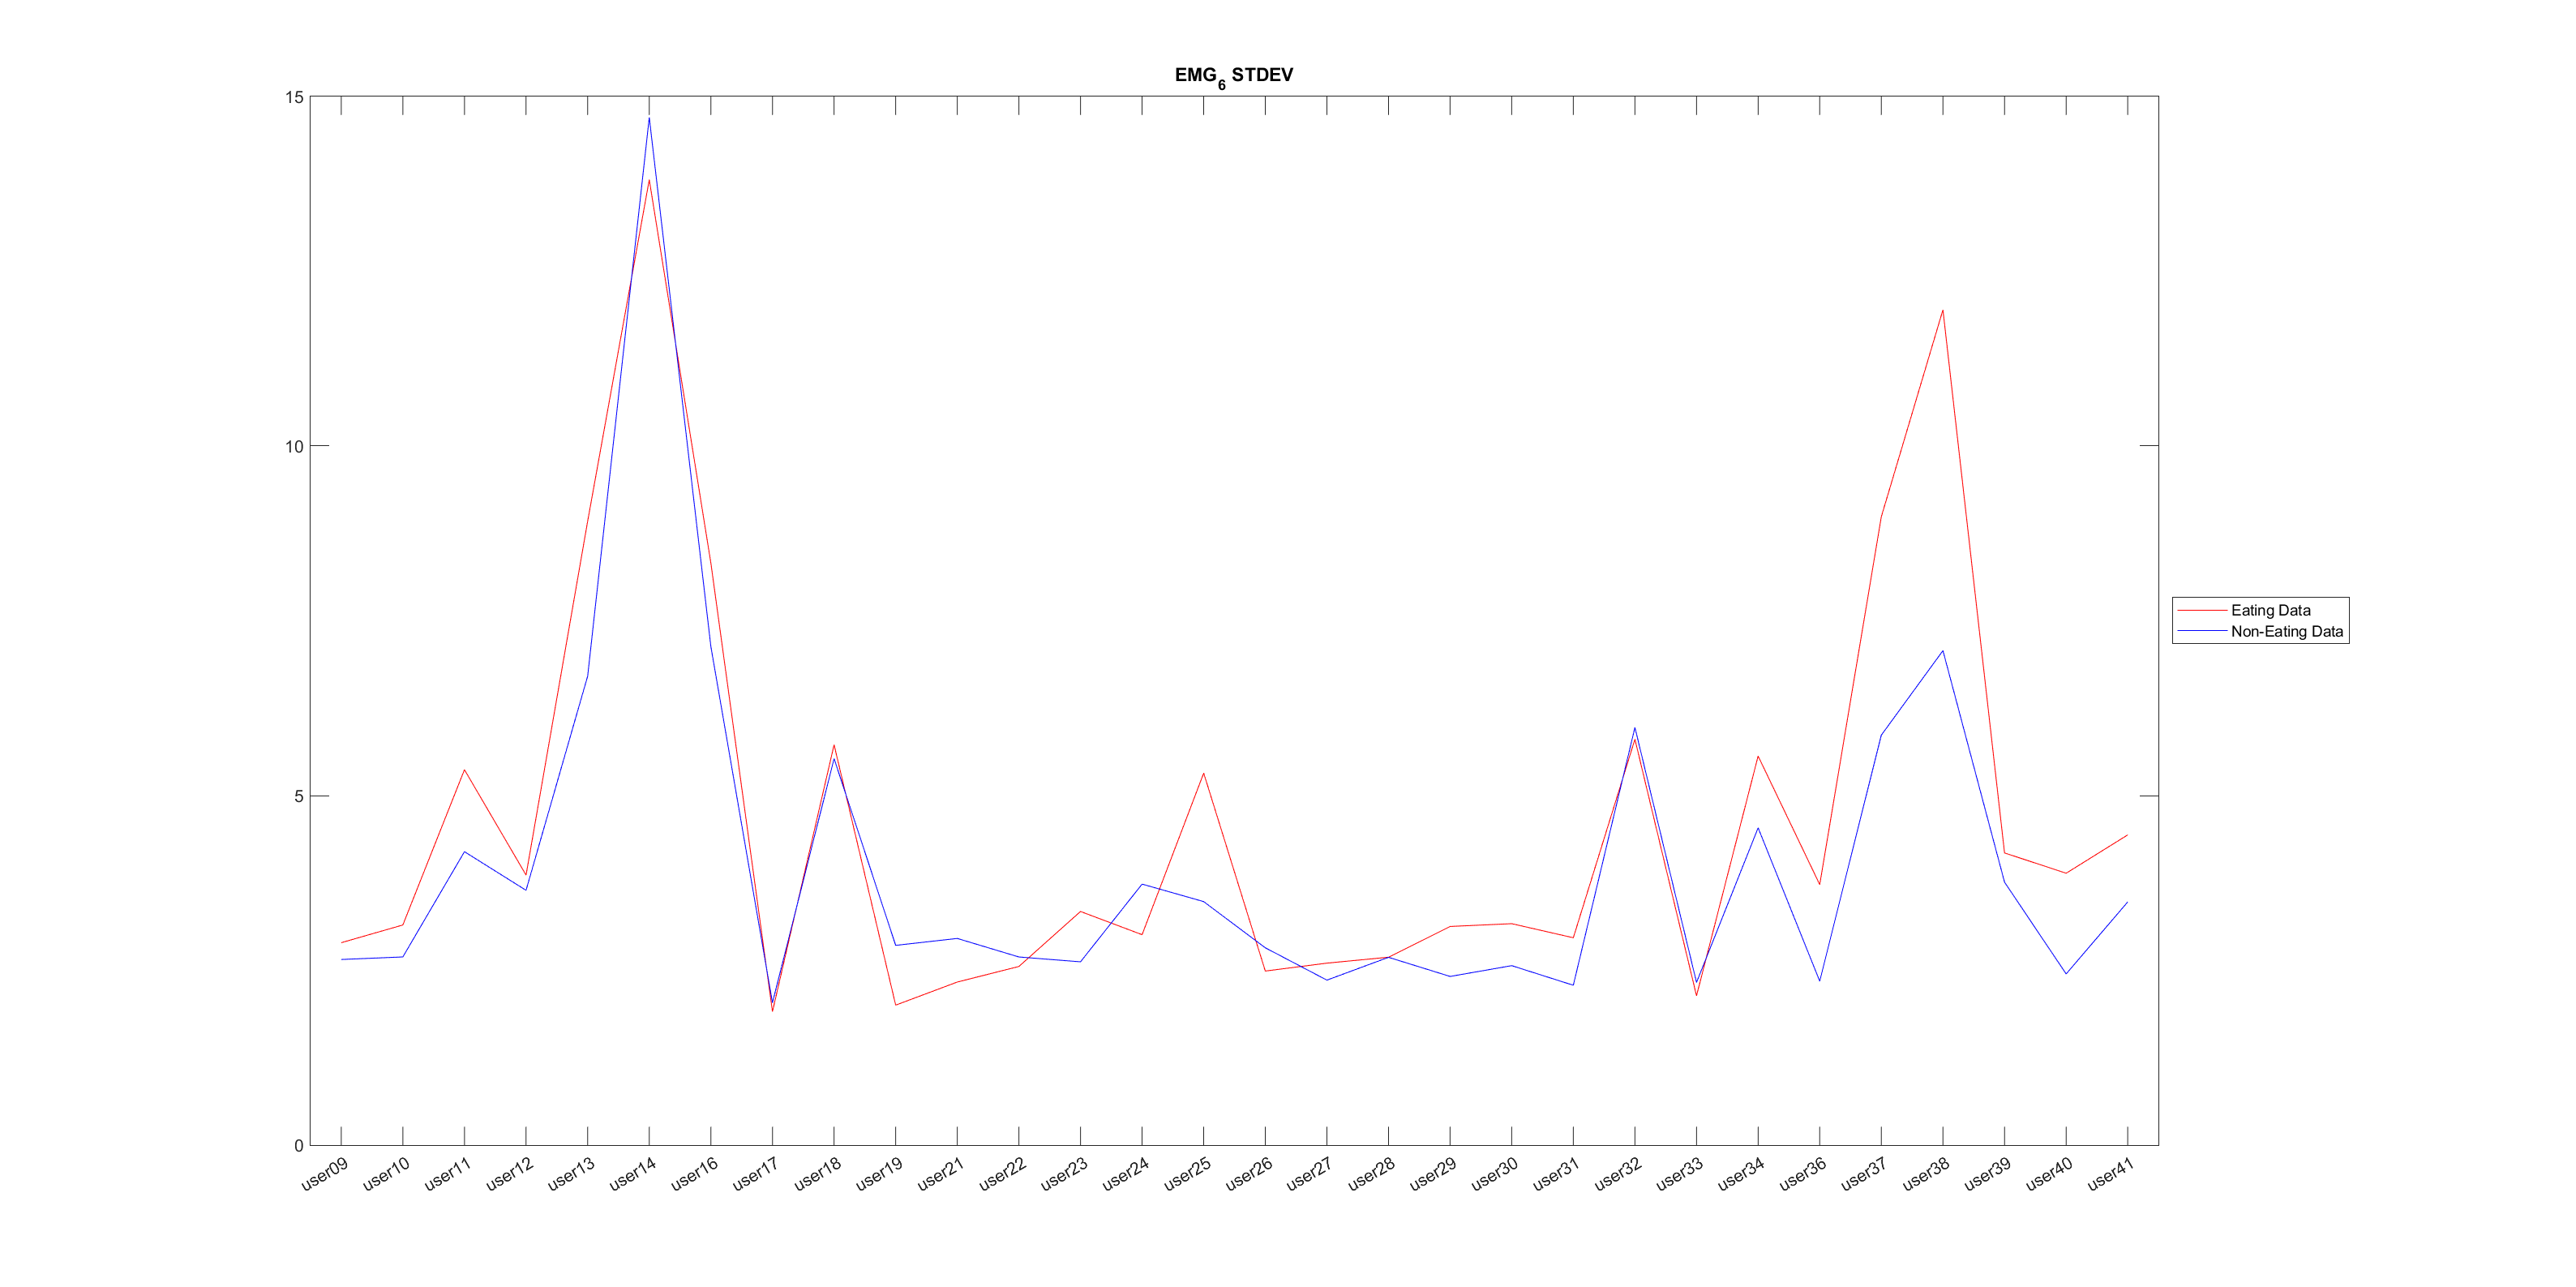 EMG6 STDEV
15
10
5
0
user09 user10 user11 user12 user13 user14 user16 user17 user18 user19 user21 user22 user23 user24 user25 user26 user27 user28 user29 user30 user31 user32 user33 user34 user36 user37 user38 user39 user40 user41
Eating Data
Non-Eating Data